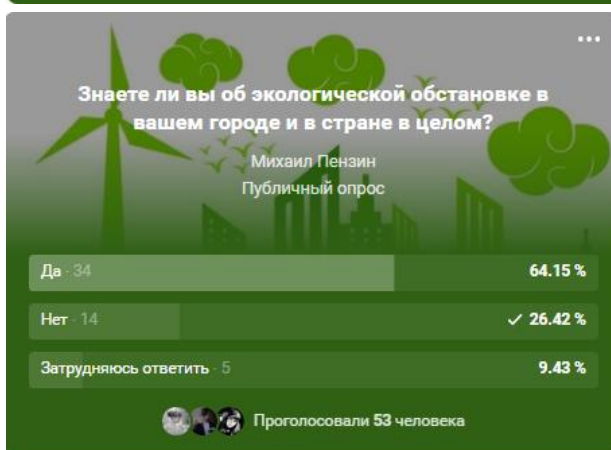 Знаете ли вы об экологической обстановке в
вашем городе и в стране в целом?
Михаил Пензин
Публичный опрос
Да · 34 64.15 %
Нет · 14 26.42 %
Затрудняюсь ответить · 5 9.43 %
Проголосовали 53 человека